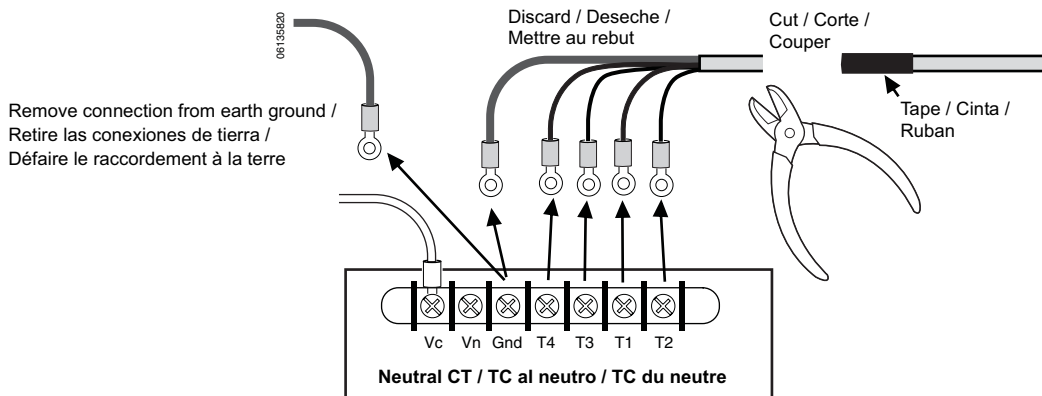 06135820
Discard / Deseche /
Mettre au rebut
Cut / Corte /
Couper
Remove connection from earth ground /
Retire las conexiones de tierra /
Défaire le raccordement à la terre
Tape / Cinta /
Ruban
Vc Vn Gnd T4 T3 T1 T2
Neutral CT / TC al neutro / TC du neutre